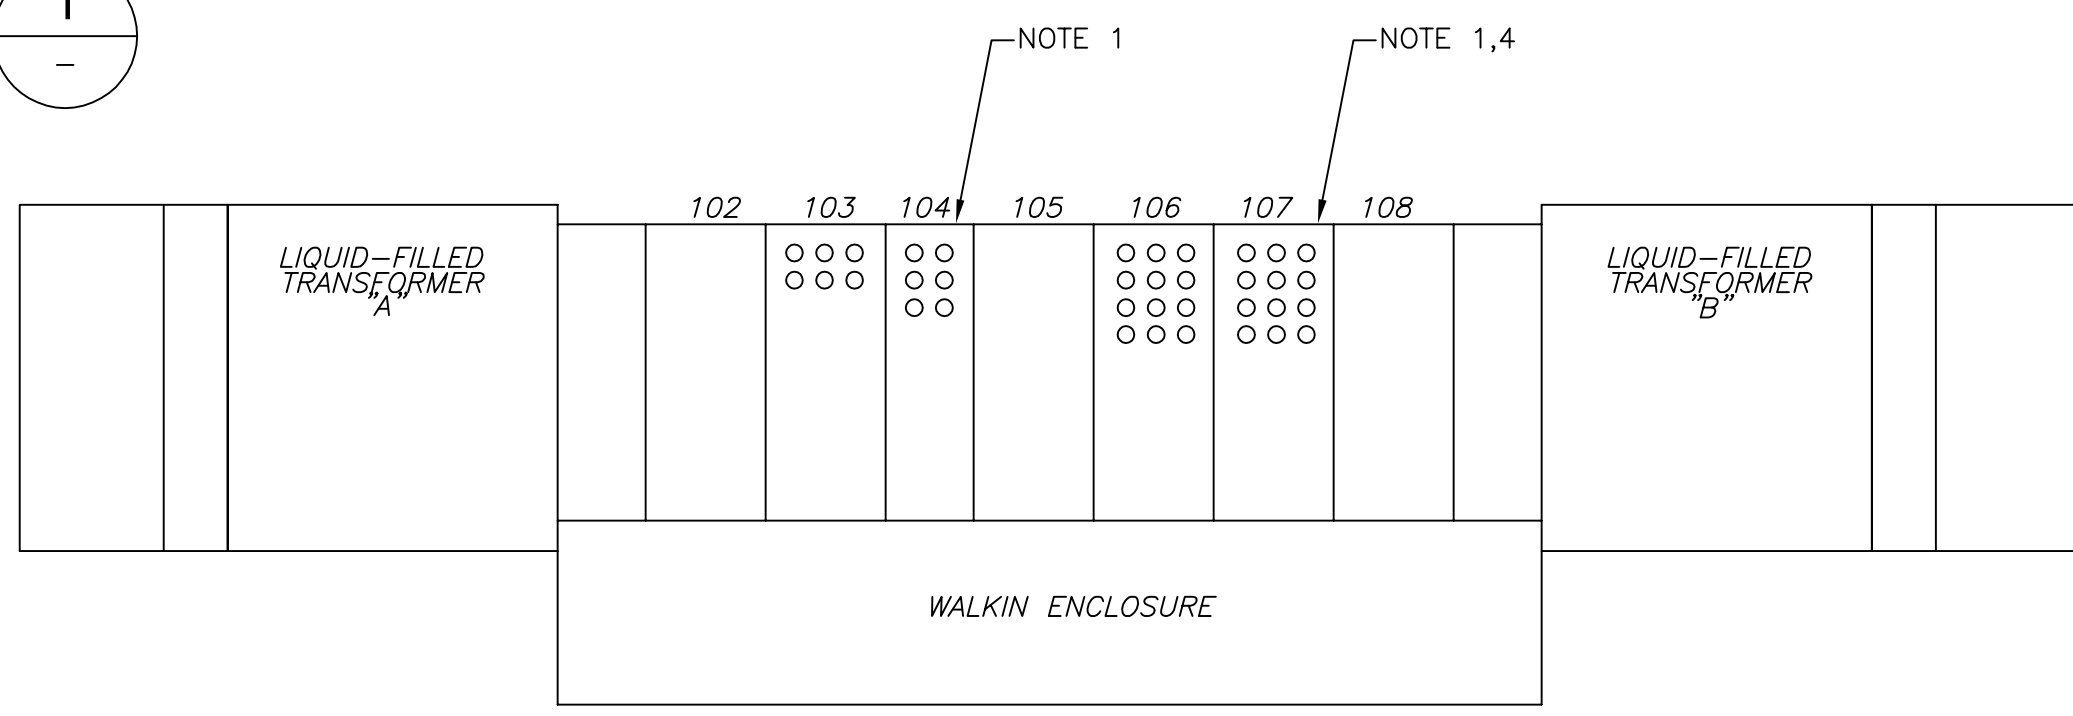 –
NOTE 1
NOTE 1,4
102 103 104 105 106 107 108
LIQUID–FILLED
TRANSFORMER
"A"
LIQUID–FILLED
TRANSFORMER
"B"
WALKIN ENCLOSURE